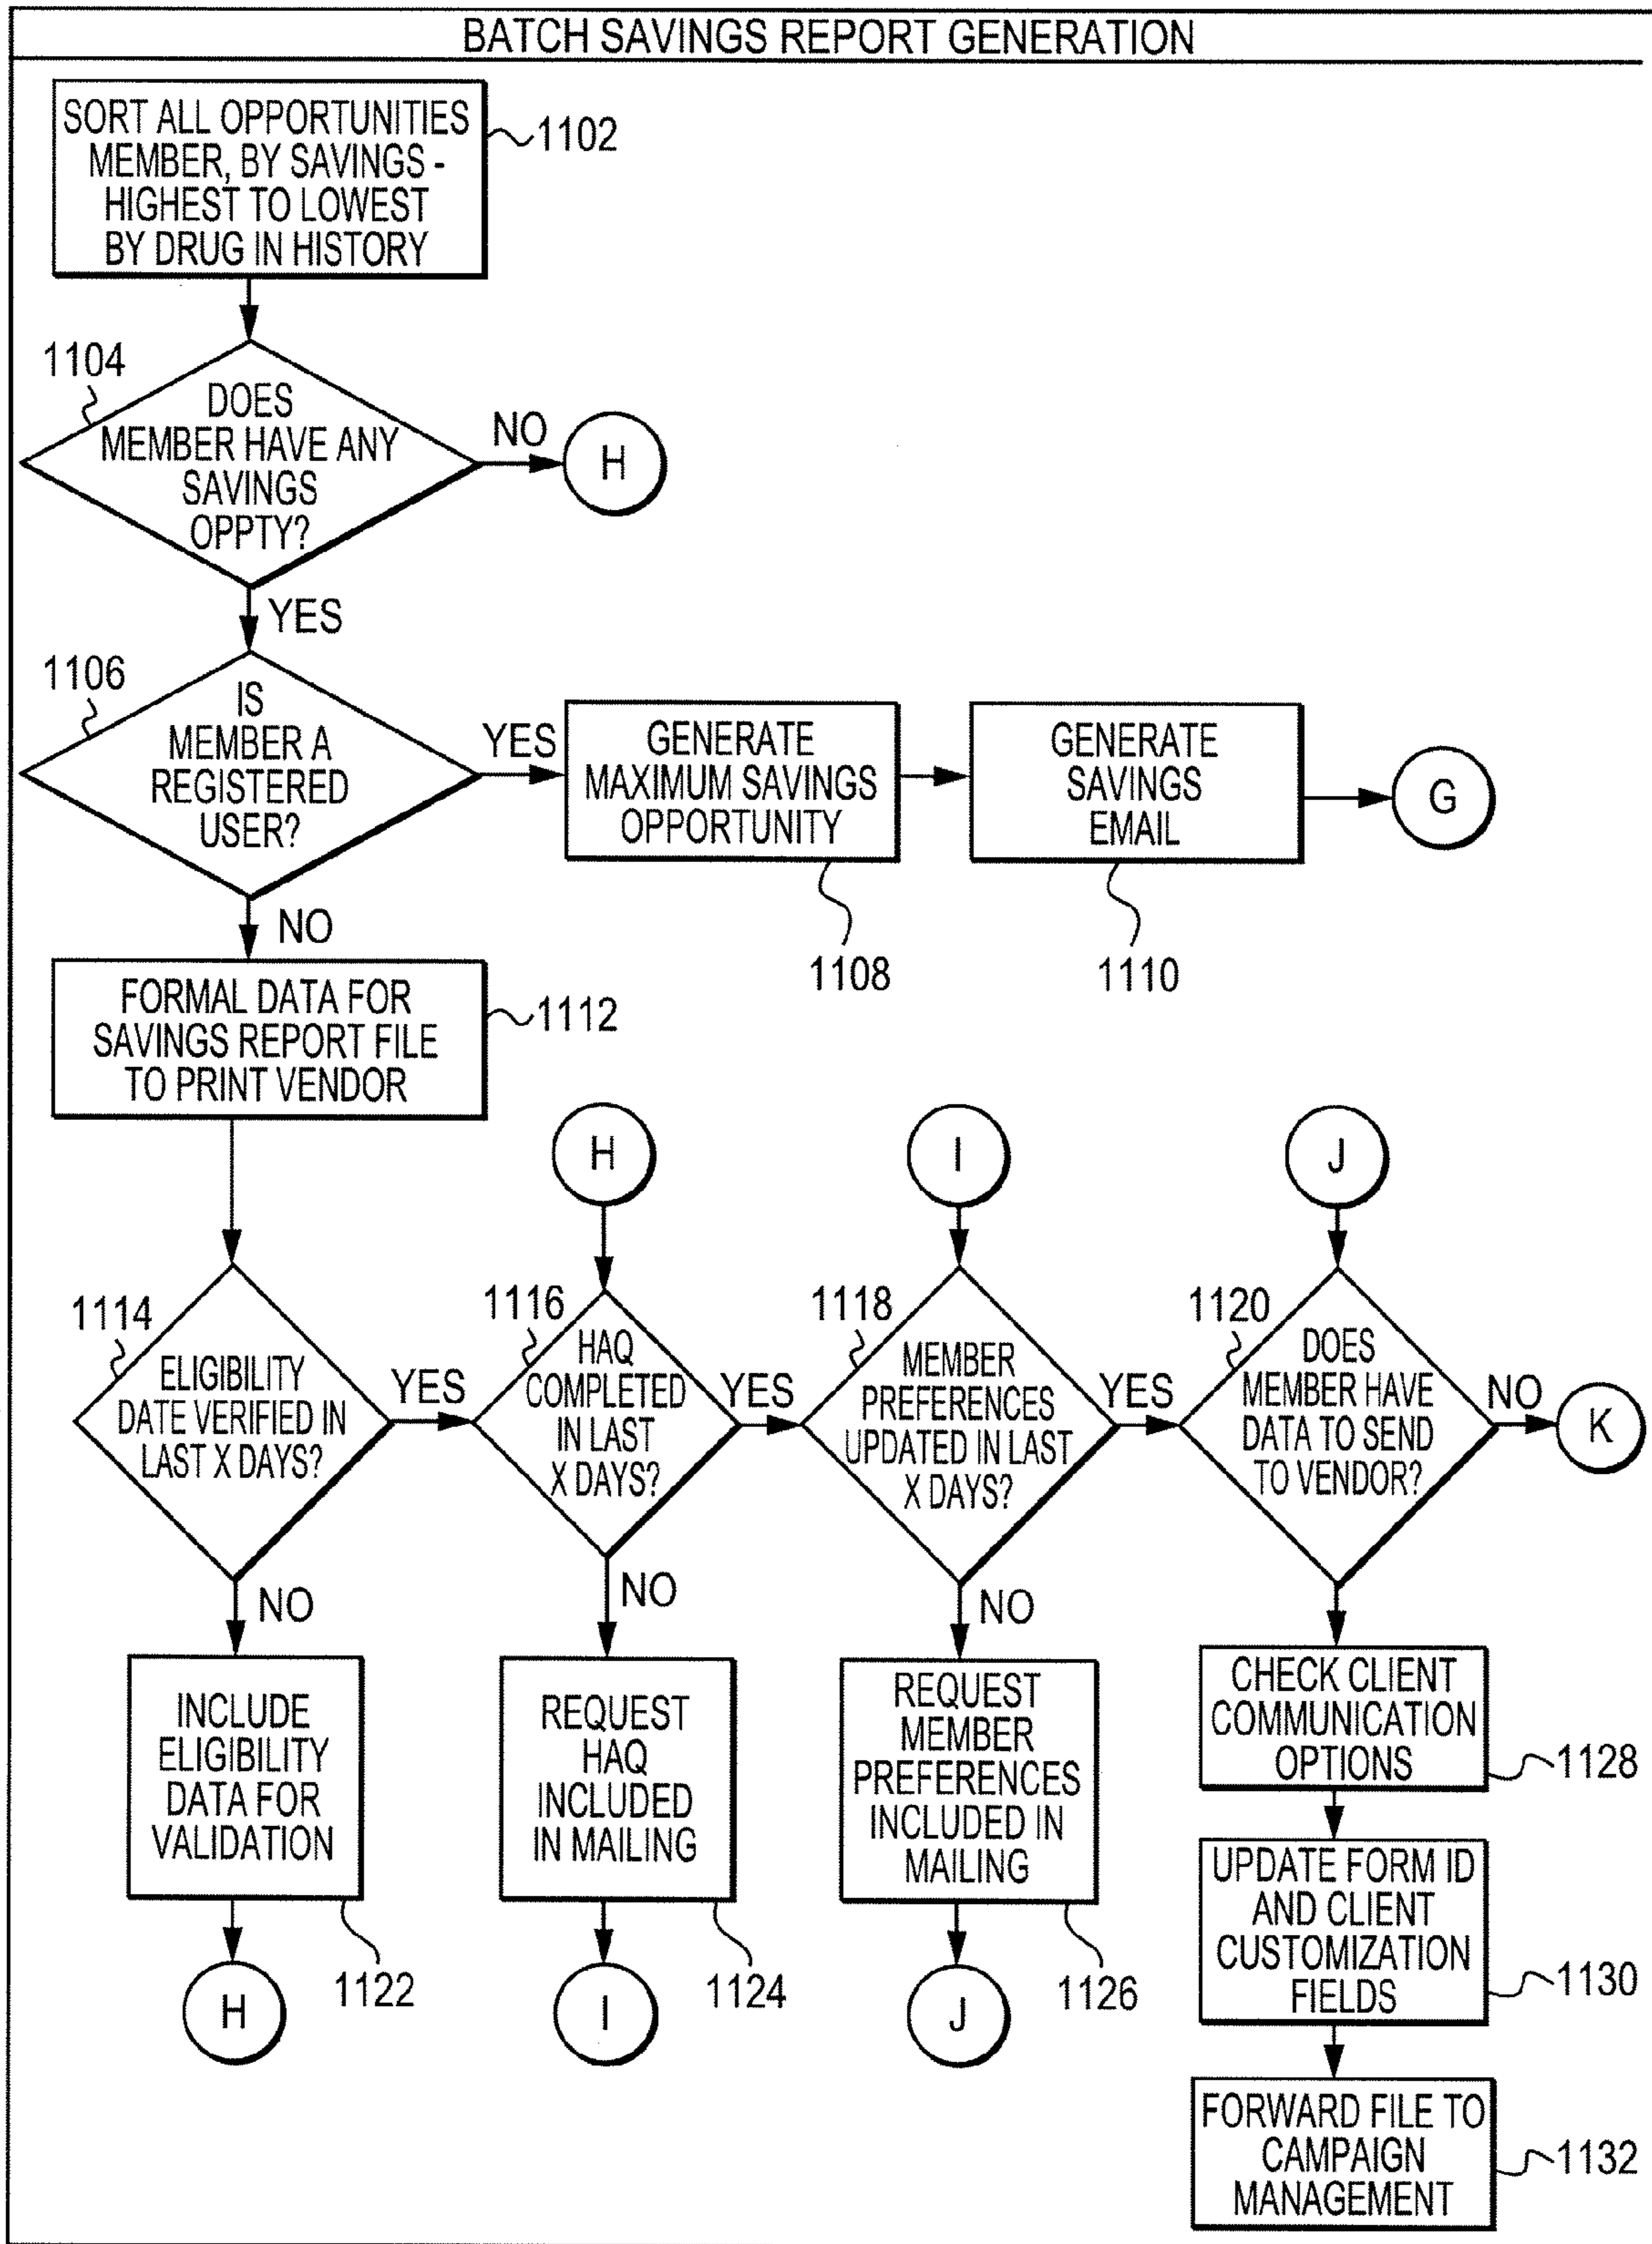 BATCH SAVINGS REPORT GENERATION
SORT ALL OPPORTUNITIES
MEMBER, BY SAVINGS -
HIGHEST TO LOWEST
BY DRUG IN HISTORY
1102
1104
DOES
MEMBER HAVE ANY
SAVINGS
OPPTY?
NO
H
YES
1106
IS
MEMBER A
REGISTERED
USER?
YES
GENERATE
MAXIMUM SAVINGS
OPPORTUNITY
1108
GENERATE
SAVINGS
EMAIL
1110
G
NO
FORMAL DATA FOR
SAVINGS REPORT FILE
TO PRINT VENDOR
1112
H
I
J
1114
ELIGIBILITY
DATE VERIFIED IN
LAST X DAYS?
YES
1116
HAQ
COMPLETED
IN LAST
X DAYS?
YES
1118
MEMBER
PREFERENCES
UPDATED IN LAST
X DAYS?
YES
1120
DOES
MEMBER HAVE
DATA TO SEND
TO VENDOR?
NO
K
NO
NO
NO
INCLUDE
ELIGIBILITY
DATA FOR
VALIDATION
1122
H
REQUEST
HAQ
INCLUDED
IN MAILING
1124
I
REQUEST
MEMBER
PREFERENCES
INCLUDED IN
MAILING
1126
J
CHECK CLIENT
COMMUNICATION
OPTIONS
1128
UPDATE FORM ID
AND CLIENT
CUSTOMIZATION
FIELDS
1130
FORWARD FILE TO
CAMPAIGN
MANAGEMENT
1132